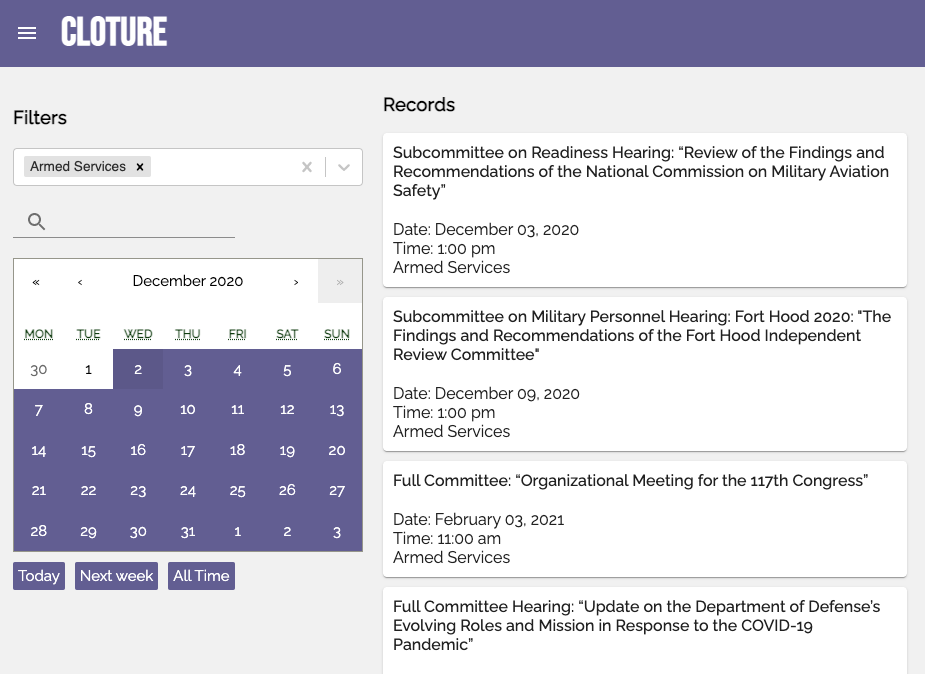 CLOTURE
Filters
Armed Services ×
« ‹ December 2020 › »
MON TUE WED THU FRI SAT SUN
30 1 2 3 4 5 6
7 8 9 10 11 12 13
14 15 16 17 18 19 20
21 22 23 24 25 26 27
28 29 30 31 1 2 3
Today Next week All Time
Records
Subcommittee on Readiness Hearing: “Review of the Findings and
Recommendations of the National Commission on Military Aviation
Safety”
Date: December 03, 2020
Time: 1:00 pm
Armed Services
Subcommittee on Military Personnel Hearing: Fort Hood 2020: "The
Findings and Recommendations of the Fort Hood Independent
Review Committee"
Date: December 09, 2020
Time: 1:00 pm
Armed Services
Full Committee: “Organizational Meeting for the 117th Congress”
Date: February 03, 2021
Time: 11:00 am
Armed Services
Full Committee Hearing: “Update on the Department of Defense’s
Evolving Roles and Mission in Response to the COVID-19
Pandemic”